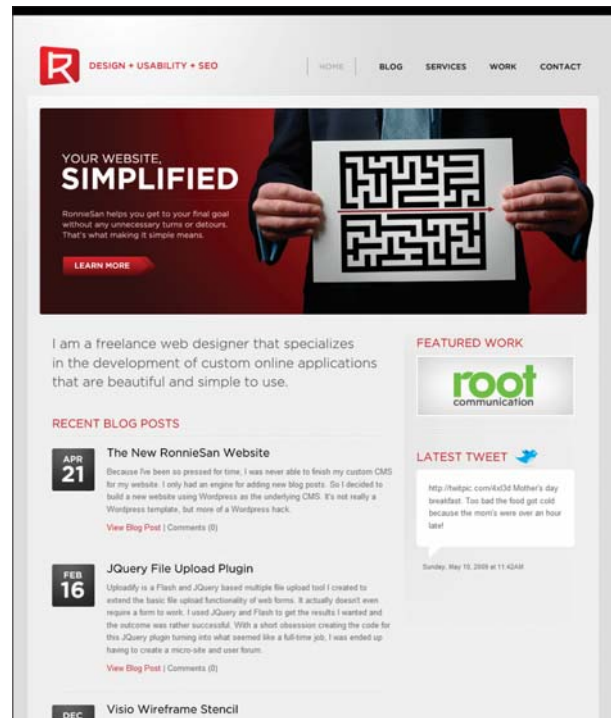 R
DESIGN + USABILITY + SEO
HOME
BLOG
SERVICES
WORK
CONTACT
YOUR WEBSITE,
SIMPLIFIED
RonnieSan helps you get to your final goal
without any unnecessary turns or detours.
That's what making it simple means.
LEARN MORE
I am a freelance web designer that specializes
in the development of custom online applications
that are beautiful and simple to use.
RECENT BLOG POSTS
APR
21
The New RonnieSan Website
Because I've been so pressed for time, I was never able to finish my custom CMS
for my website. I only had an engine for adding new blog posts. So I decided to
build a new website using Wordpress as the underlying CMS. It's not really a
Wordpress template, but more of a Wordpress hack.
View Blog Post | Comments (0)
FEB
16
JQuery File Upload Plugin
Uploadify is a Flash and JQuery based multiple file upload tool I created to
extend the basic file upload functionality of web forms. It actually doesn't even
require a form to work. I used JQuery and Flash to get the results I wanted and
the outcome was rather successful. With a short obsession creating the code for
this JQuery plugin turning into what seemed like a full-time job, I was ended up
having to create a micro-site and user forum.
View Blog Post | Comments (0)
DEC
Visio Wireframe Stencil
FEATURED WORK
root
communication
LATEST TWEET
http://twitpic.com/4xl3d Mother's day
breakfast. Too bad the food got cold
because the mom's were over an hour
late!
Sunday, May 10, 2009 at 11:42AM